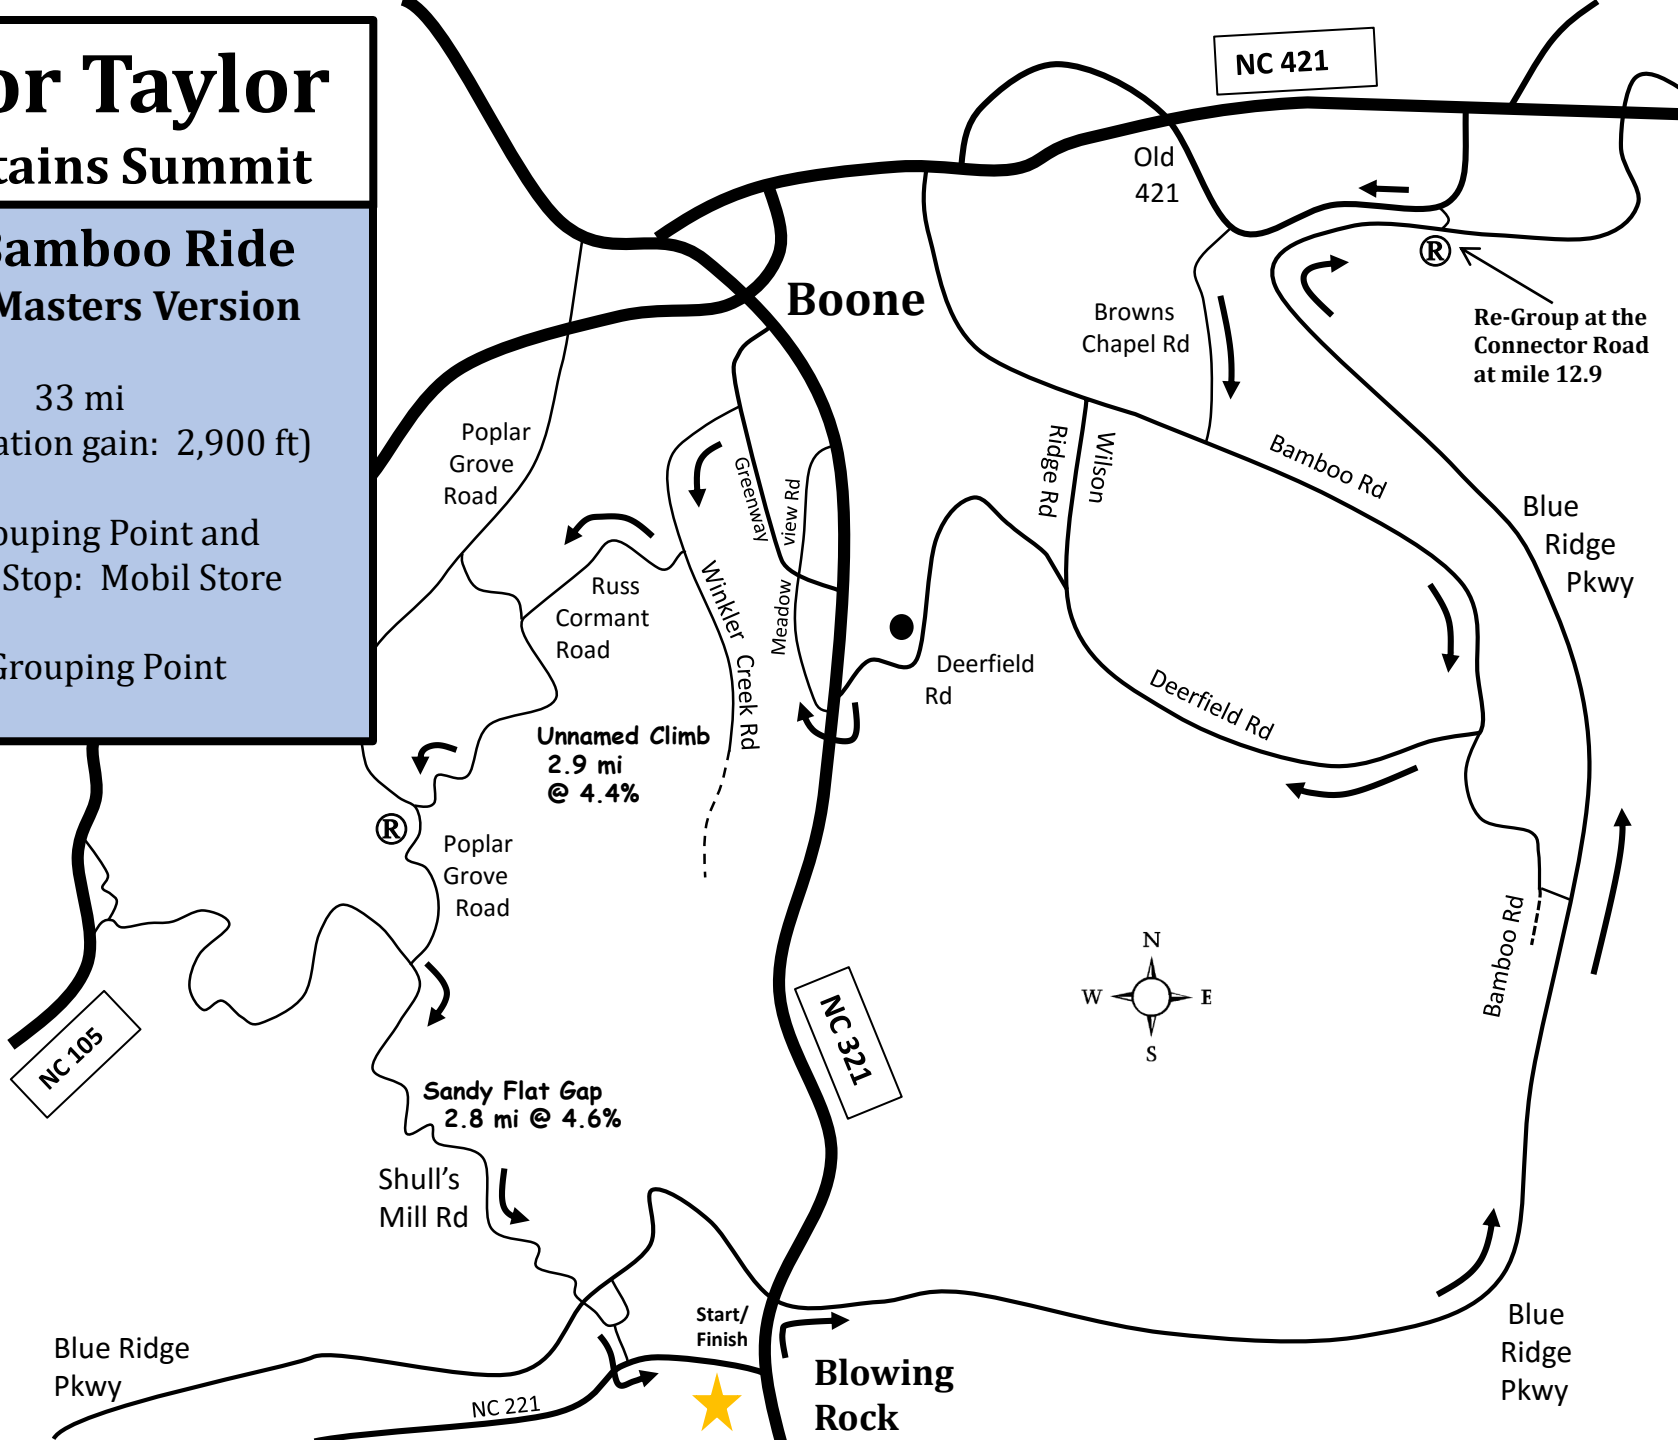 or Taylor
tains Summit
Bamboo Ride
Masters Version
33 mi
ation gain: 2,900 ft)
ouping Point and
Stop: Mobil Store
Grouping Point
NC 421
Old
421
Boone
Browns
Chapel Rd
®
Re-Group at the
Connector Road
at mile 12.9
Poplar
Grove
Road
Greenway
Meadow view Rd
Wilson
Ridge Rd
Bamboo Rd
Blue
Ridge
Pkwy
Russ
Cormant
Road
Winkler Creek Rd
Deerfield
Rd
Deerfield Rd
Unnamed Climb
2.9 mi
@ 4.4%
®
Poplar
Grove
Road
Bamboo Rd
N
W E
S
NC 105
NC 321
Sandy Flat Gap
2.8 mi @ 4.6%
Shull's
Mill Rd
Start/
Finish
Blue Ridge
Pkwy
NC 221
Blowing
Rock
Blue
Ridge
Pkwy